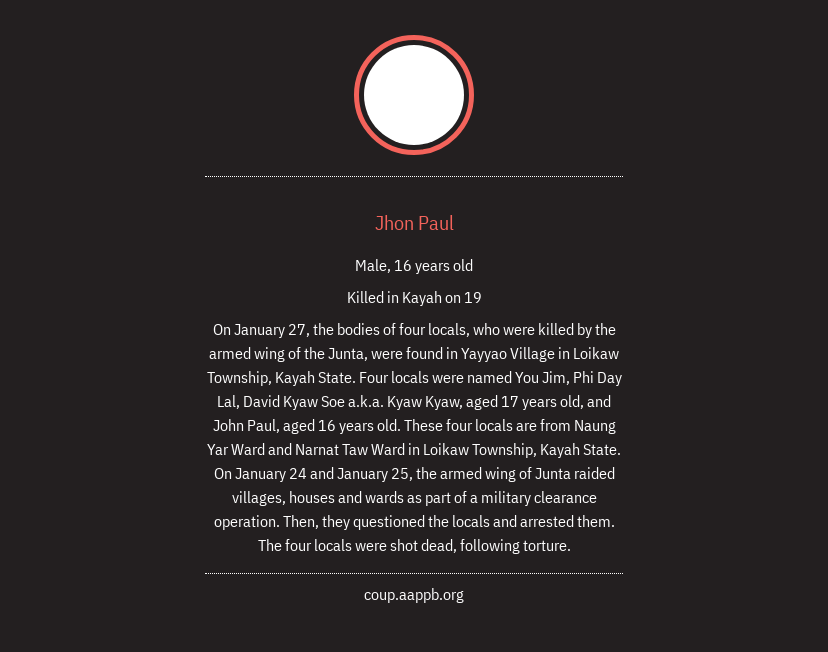 Jhon Paul
Male, 16 years old
Killed in Kayah on 19
On January 27, the bodies of four locals, who were killed by the
armed wing of the Junta, were found in Yayyao Village in Loikaw
Township, Kayah State. Four locals were named You Jim, Phi Day
Lal, David Kyaw Soe a.k.a. Kyaw Kyaw, aged 17 years old, and
John Paul, aged 16 years old. These four locals are from Naung
Yar Ward and Narnat Taw Ward in Loikaw Township, Kayah State.
On January 24 and January 25, the armed wing of Junta raided
villages, houses and wards as part of a military clearance
operation. Then, they questioned the locals and arrested them.
The four locals were shot dead, following torture.
coup.aappb.org